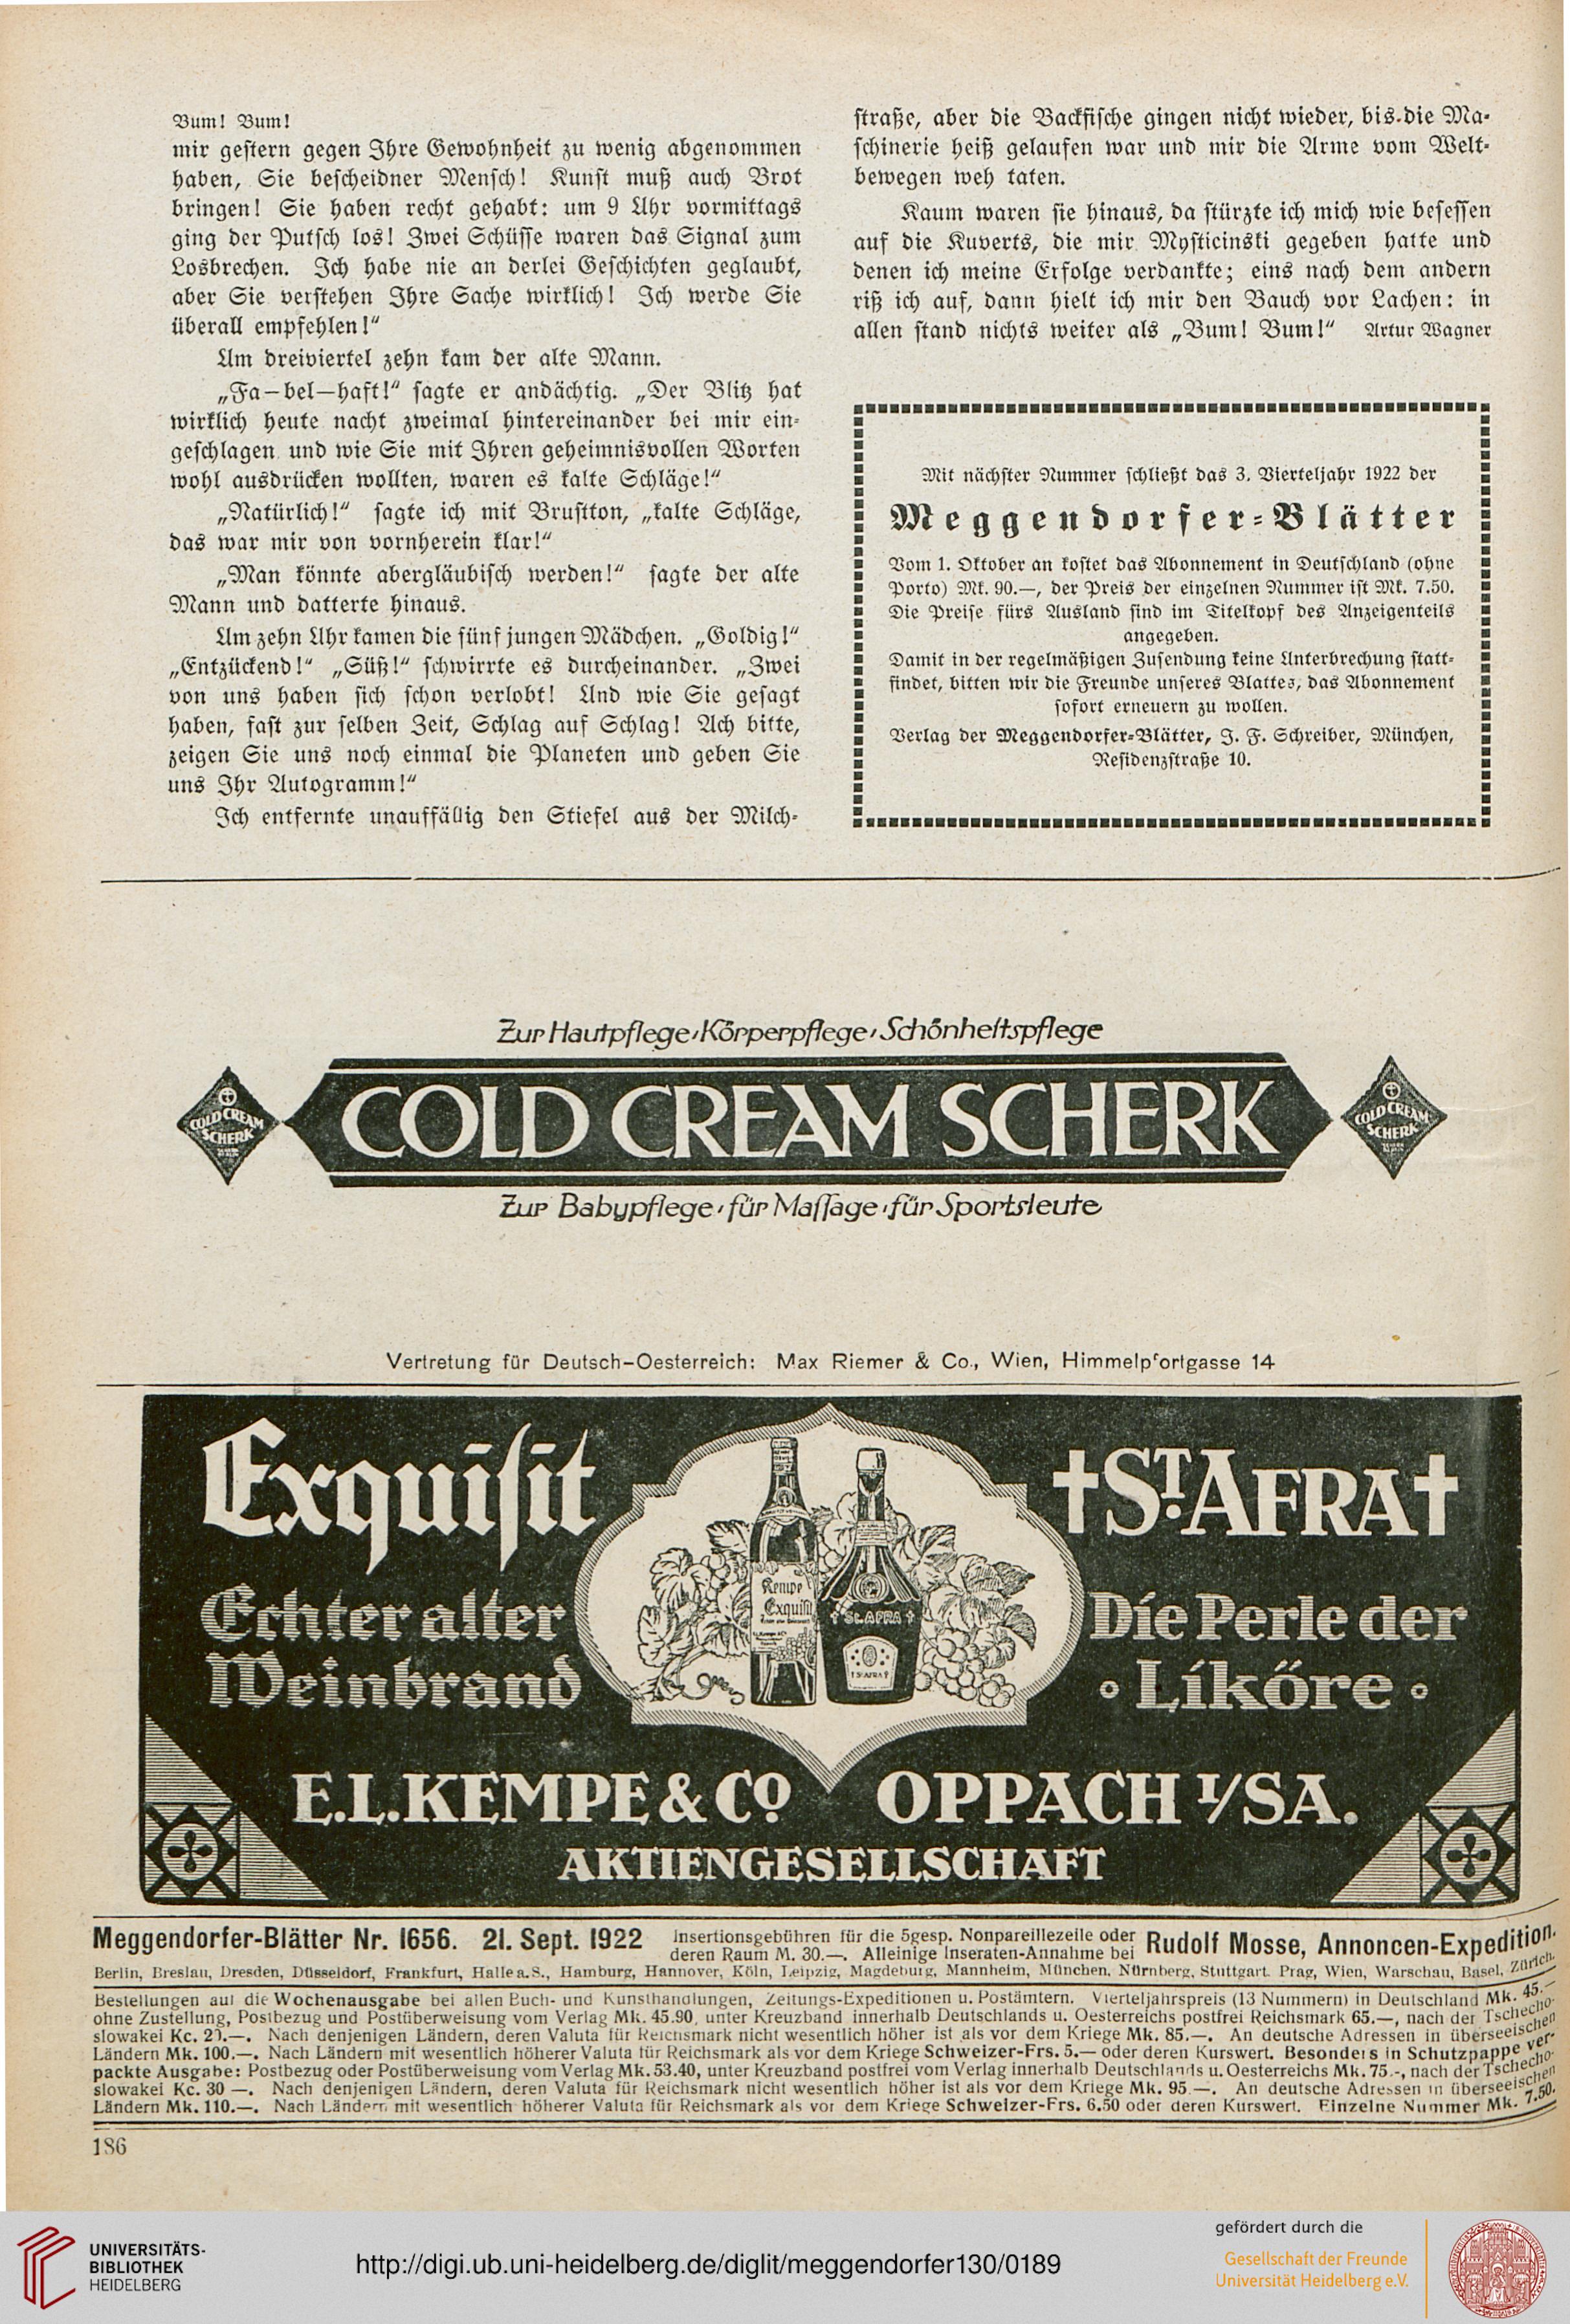 Bum! Bum!
mir gestern gegen Ihre Gewohnheit zu wenig abgenommen
haben, Sie bescheidner Mensch! Kunst muß auch Brot
bringen! Sie haben recht gehabt: um 9 Uhr vormittags
ging der Putsch los! Zwei Schüsse waren das Signal zum
Losbrechen. Ich habe nie an derlei Geschichten geglaubt,
aber Sie verstehen Ihre Sache wirklich! Ich werde Sie
überall empfehlen!“
Um dreiviertel zehn kam der alte Mann.
„Fa—bel—haft!“ sagte er andächtig. „Der Blitz hat
wirklich heute nacht zweimal hintereinander bei mir ein-
geschlagen und wie Sie mit Ihren geheimnisvollen Worten
wohl ausdrücken wollten, waren es kalte Schläge!“
„Natürlich!“ sagte ich mit Brustton, „kalte Schläge,
das war mir von vornherein klar!“
„Man könnte abergläubisch werden!“ sagte der alte
Mann und datterte hinaus.
Um zehn Uhr kamen die fünf jungen Mädchen. „Goldig!“
„Entzückend!“ „Süß!“ schwirrte es durcheinander. „Zwei
von uns haben sich schon verlobt! Und wie Sie gesagt
haben, fast zur selben Zeit, Schlag auf Schlag! Ach bitte,
zeigen Sie uns noch einmal die Planeten und geben Sie
uns Ihr Autogramm!“
Ich entfernte unauffällig den Stiefel aus der Milch-
straße, aber die Backfische gingen nicht wieder, bis die Ma-
schinerie heiß gelaufen war und mir die Arme vom Welt-
bewegen weh taten.
Kaum waren sie hinaus, da stürzte ich mich wie besessen
auf die Kuverts, die mir Mysticinski gegeben hatte und
denen ich meine Erfolge verdankte; eins nach dem andern
riß ich auf, dann hielt ich mir den Bauch vor Lachen: in
allen stand nichts weiter als „Bum! Bum!“ Artur Wagner
Mit nächster Nummer schließt das 3. Vierteljahr 1922 der
Meggendorfer-Blätter
Vom 1. Oktober an kostet das Abonnement in Deutschland (ohne
Porto) Mk. 90.—, der Preis der einzelnen Nummer ist Mk. 7.50.
Die Preise fürs Ausland sind im Titelkopf des Anzeigenteils
angegeben.
Damit in der regelmäßigen Zusendung keine Unterbrechung statt-
findet, bitten wir die Freunde unseres Blattes, das Abonnement
sofort erneuern zu wollen.
Verlag der Meggendorfer-Blätter, J. F. Schreiber, München,
Residenzstraße 10.
Zur Hautpflege, Körperpflege, Schönheitspflege
COLD CREAM SCHERK
COLD CREAM SCHERK
COLD CREAM SCHERK
Zur Babypflege, für Massage, für Sportsleute
Vertretung für Deutsch-Oesterreich: Max Riemer & Co., Wien, Himmelpfortgasse 14
Exquisit
†ST. AFRA†
Kempe
Exquisit
† St. AFRA †
† ST. AFRA †
Echter alter
Weinbrand
Die Perle der
Liköre
E. L. KEMPE & CO OPPACH I/SA.
AKTIENGESELLSCHAFT
Meggendorfer-Blätter Nr. 1656. 21. Sept. 1922
Insertionsgebühren für die 5gesp. Nonpareillezeile oder
deren Raum M. 30.—. Alleinige Inseraten-Annahme bei
Rudolf Mosse, Annoncen-Expedition.
Berlin, Breslau, Dresden, Düsseldorf, Frankfurt, Halle a. S., Hamburg, Hannover, Köln, Leipzig, Magdeburg, Mannheim, München, Nürnberg, Stuttgart. Prag, Wien, Warschau, Basel, Zürich.
Bestellungen auf die Wochenausgabe bei allen Buch- und Kunsthandlungen, Zeitungs-Expeditionen u. Postämtern. Vierteljahrspreis (13 Nummern) in Deutschland Mk. 45.—
ohne Zustellung, Postbezug und Postüberweisung vom Verlag Mk. 45.90, unter Kreuzband innerhalb Deutschlands u. Oesterreichs postfrei Reichsmark 65.—, nach der Tschecho-
slowakei Kc. 20.—. Nach denjenigen Ländern, deren Valuta für Reichsmark nicht wesentlich höher ist als vor dem Kriege Mk. 85.—. An deutsche Adressen in überseeischen
Ländern Mk. 100.—. Nach Ländern mit wesentlich höherer Valuta für Reichsmark als vor dem Kriege Schweizer-Frs. 5.— oder deren Kurswert. Besonders in Schutzpappe ver-
packte Ausgabe: Postbezug oder Postüberweisung vom Verlag Mk. 53.40, unter Kreuzband postfrei vom Verlag innerhalb Deutschlands u. Oesterreichs Mk. 75.-, nach der Tschecho-
slowakei Kc. 30 —. Nach denjenigen Ländern, deren Valuta für Reichsmark nicht wesentlich höher ist als vor dem Kriege Mk. 95 —. An deutsche Adressen in überseeischen
Ländern Mk. 110.—. Nach Ländern mit wesentlich höherer Valuta für Reichsmark als vor dem Kriege Schweizer-Frs. 6.50 oder deren Kurswert. Einzelne Nummer Mk. 7.50.
186
UNIVERSITÄTS-
BIBLIOTHEK
HEIDELBERG
http://digi.ub.uni-heidelberg.de/diglit/meggendorfer130/0189
gefördert durch die
Gesellschaft der Freunde
Universität Heidelberg e.V.